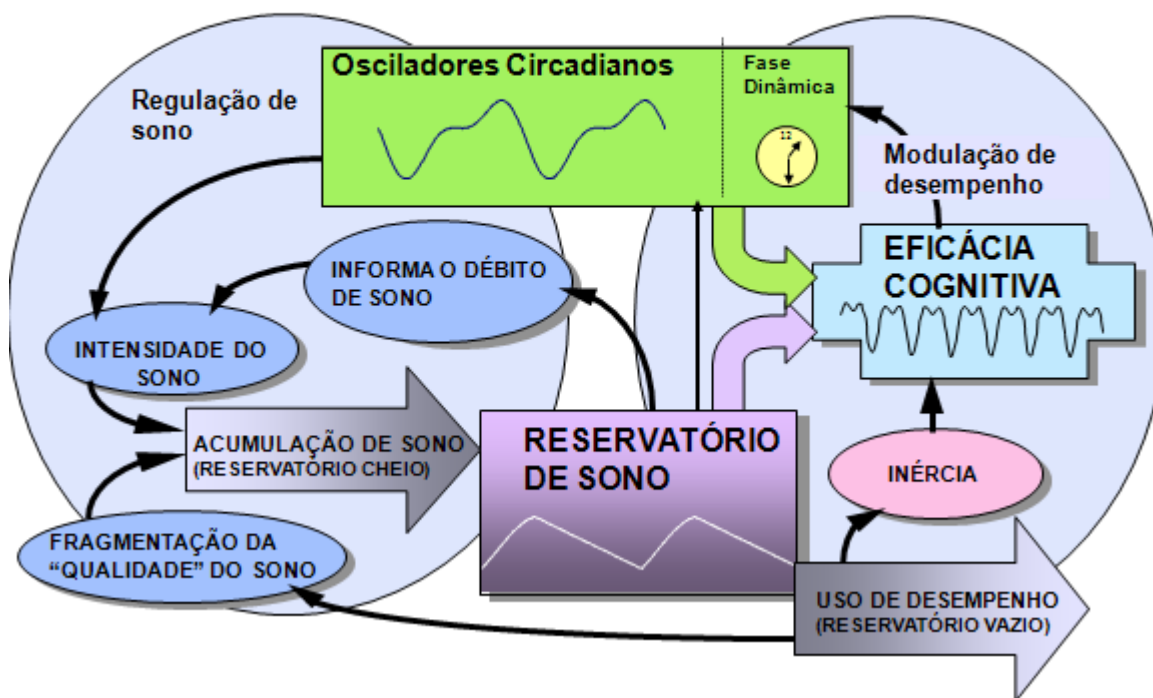 Osciladores Circadianos
Fase
Dinâmica
12
Regulação de
sono
Modulação de
desempenho
EFICÁCIA
COGNITIVA
INFORMA O DÉBITO
DE SONO
INTENSIDADE DO
SONO
ACUMULAÇÃO DE SONO
(RESERVATÓRIO CHEIO)
RESERVATÓRIO
DE SONO
INÉRCIA
FRAGMENTAÇÃO DA
“QUALIDADE” DO SONO
USO DE DESEMPENHO
(RESERVATÓRIO VAZIO)